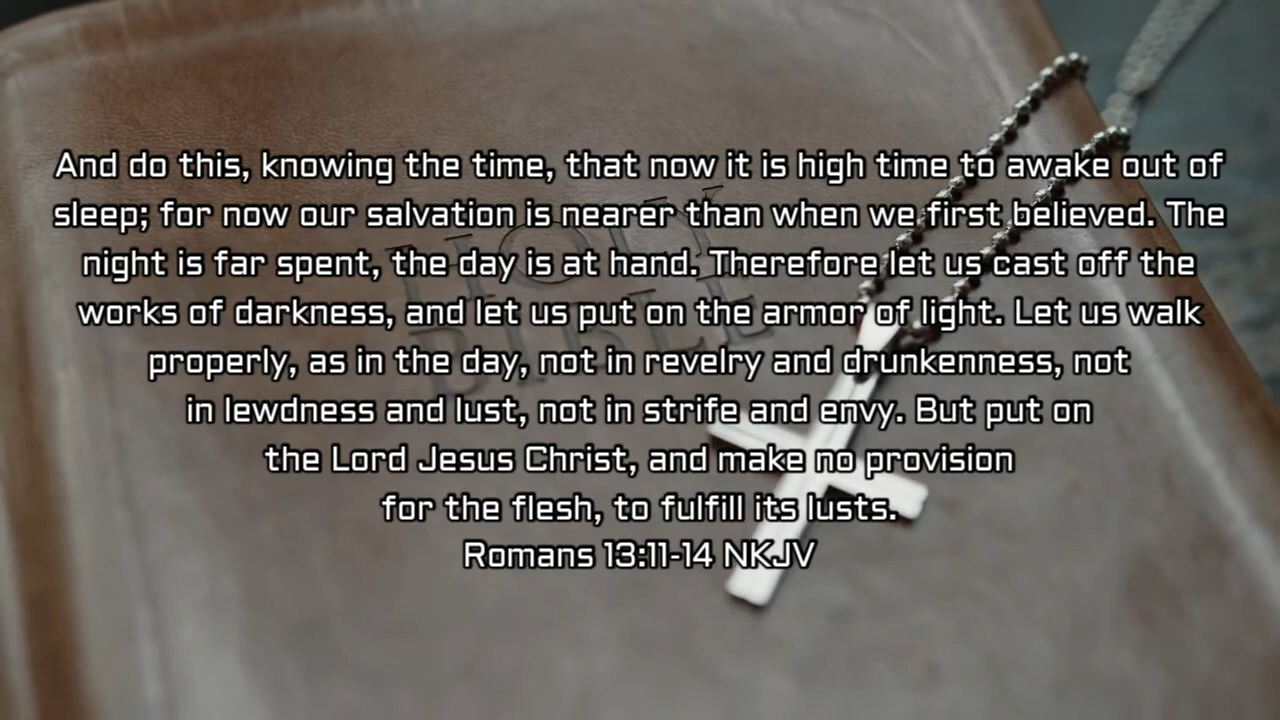 And do this, knowing the time, that now it is high time to awake out of
sleep; for now our salvation is nearer than when we first believed. The
night is far spent, the day is at hand. Therefore let us cast off the
works of darkness, and let us put on the armor of light. Let us walk
properly, as in the day, not in revelry and drunkenness, not
in lewdness and lust, not in strife and envy. But put on
the Lord Jesus Christ, and make no provision
for the flesh, to fulfill its lusts.
Romans 13:11-14 NKJV
HOLY
BIBLE